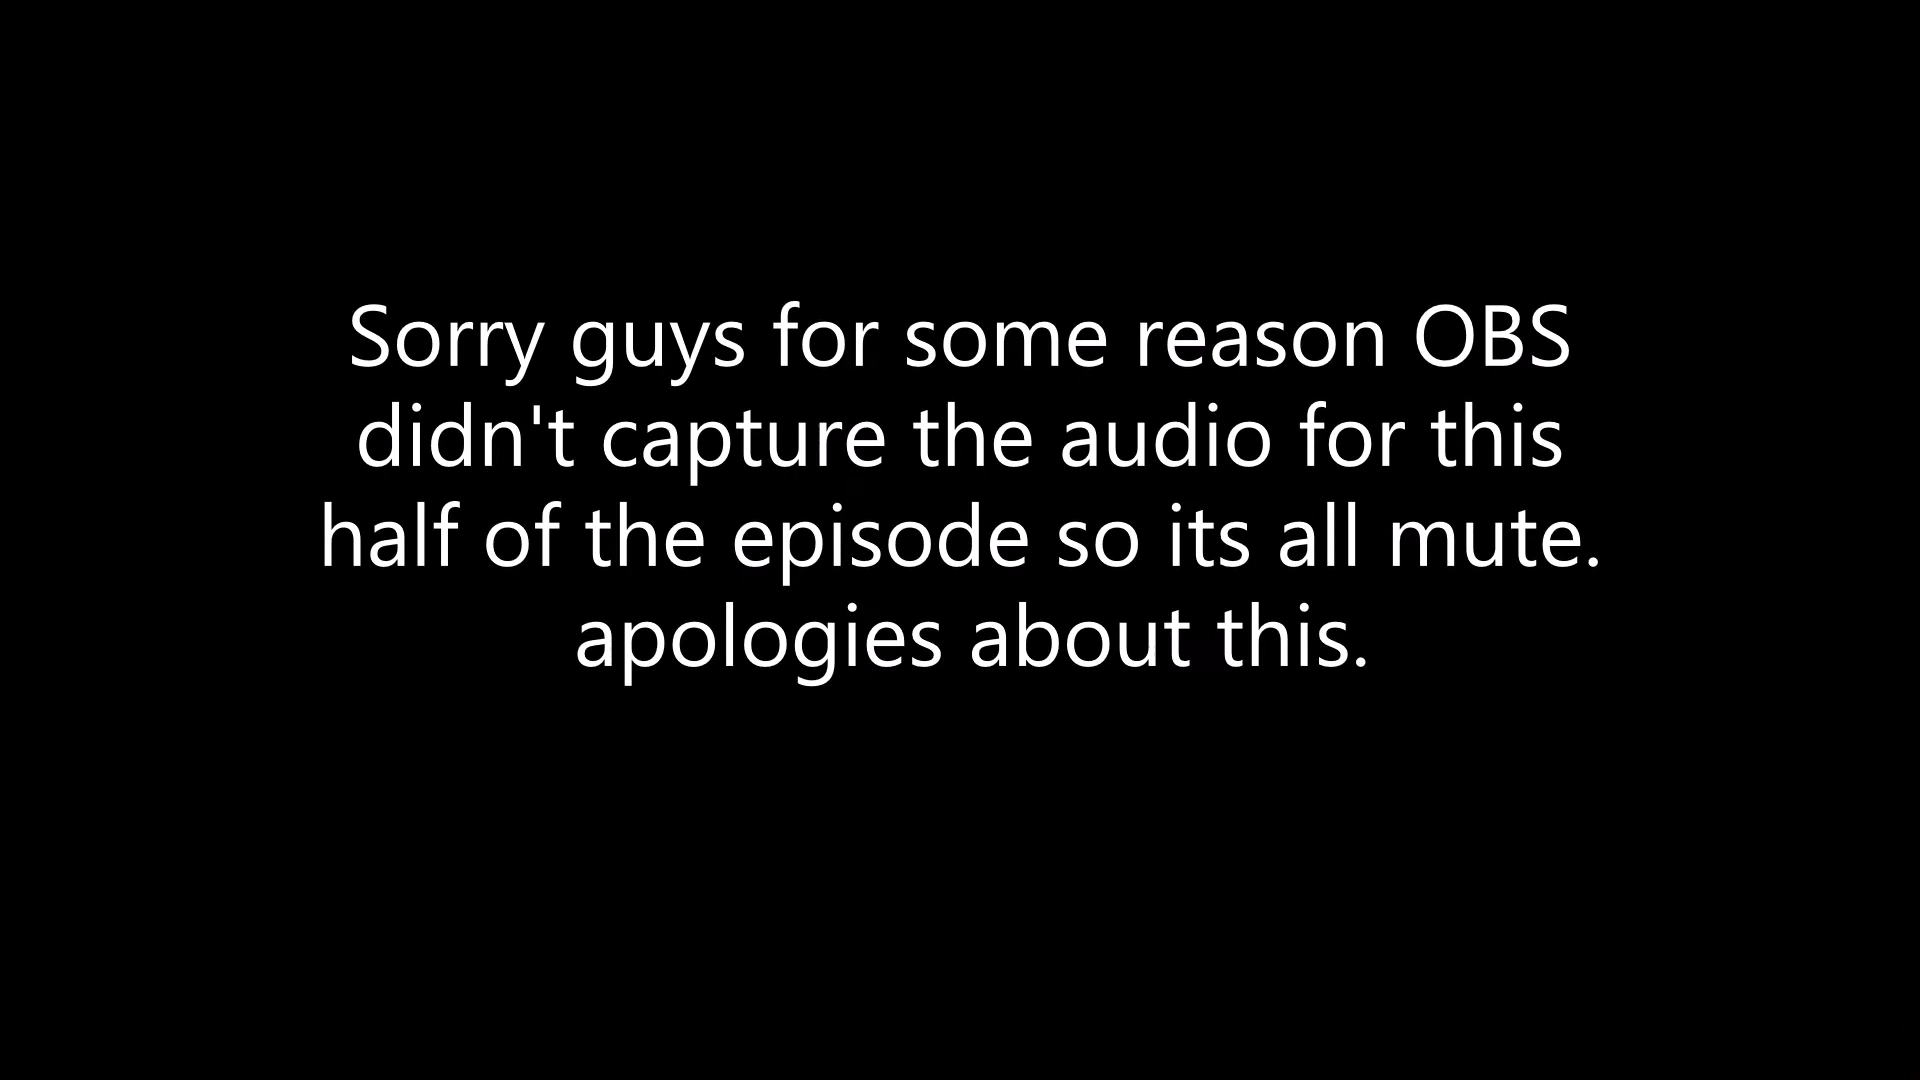 Sorry guys for some reason OBS
didn't capture the audio for this
half of the episode so its all mute.
apologies about this.